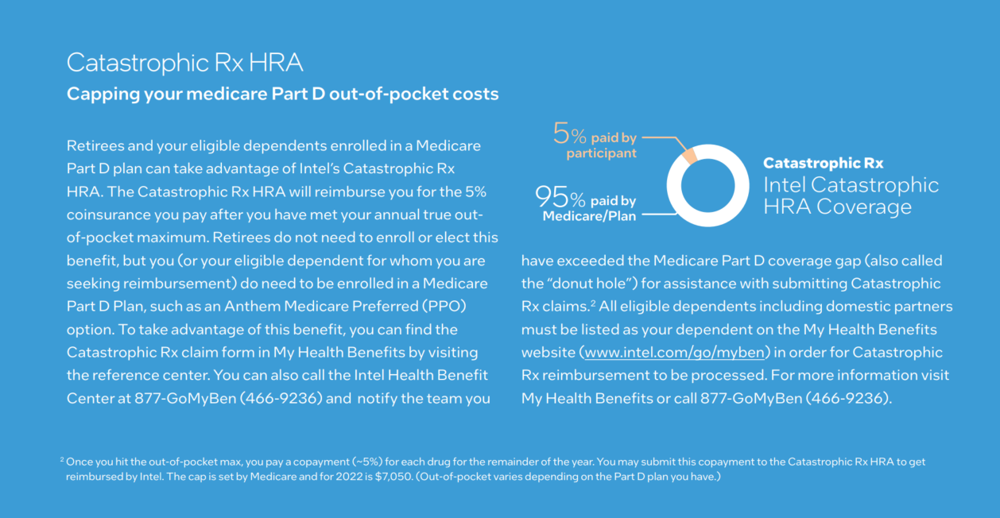 Catastrophic Rx HRA
Capping your medicare Part D out-of-pocket costs
Retirees and your eligible dependents enrolled in a Medicare
Part D plan can take advantage of Intel's Catastrophic Rx
HRA. The Catastrophic Rx HRA will reimburse you for the 5%
coinsurance you pay after you have met your annual true out-
of-pocket maximum. Retirees do not need to enroll or elect this
benefit, but you (or your eligible dependent for whom you are
seeking reimbursement) do need to be enrolled in a Medicare
Part D Plan, such as an Anthem Medicare Preferred (PPO)
option. To take advantage of this benefit, you can find the
Catastrophic Rx claim form in My Health Benefits by visiting
the reference center. You can also call the Intel Health Benefit
Center at 877-GoMyBen (466-9236) and  notify the team you
5% paid by
participant
95% paid by
Medicare/Plan
Catastrophic Rx
Intel Catastrophic
HRA Coverage
have exceeded the Medicare Part D coverage gap (also called
the “donut hole”) for assistance with submitting Catastrophic
Rx claims.² All eligible dependents including domestic partners
must be listed as your dependent on the My Health Benefits
website (www.intel.com/go/myben) in order for Catastrophic
Rx reimbursement to be processed. For more information visit
My Health Benefits or call 877-GoMyBen (466-9236).
² Once you hit the out-of-pocket max, you pay a copayment (~5%) for each drug for the remainder of the year. You may submit this copayment to the Catastrophic Rx HRA to get
reimbursed by Intel. The cap is set by Medicare and for 2022 is $7,050. (Out-of-pocket varies depending on the Part D plan you have.)